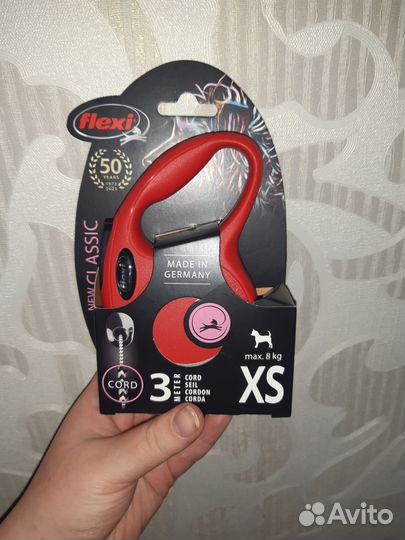 flexi
50
YEARS
1973
2023
NEW CLASSIC
flexi
MADE IN
GERMANY
max. 8 kg
CORD
3
METER
CORD
SEIL
CORDON
CORDA
XS
Avito